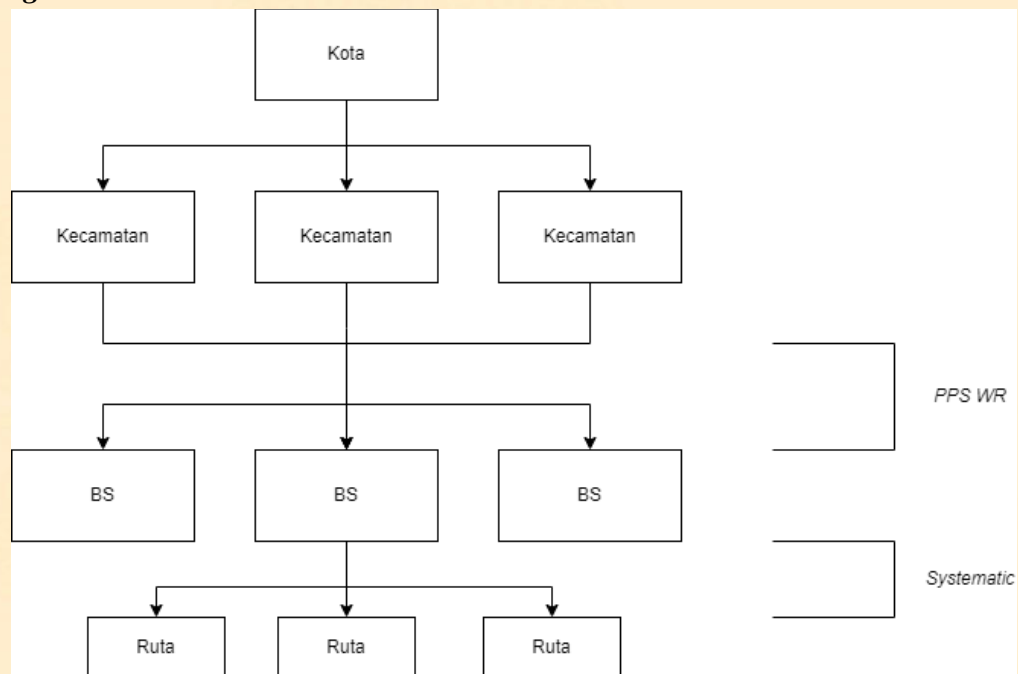 Kota
Kecamatan Kecamatan Kecamatan
PPS WR
BS BS BS
Systematic
Ruta Ruta Ruta